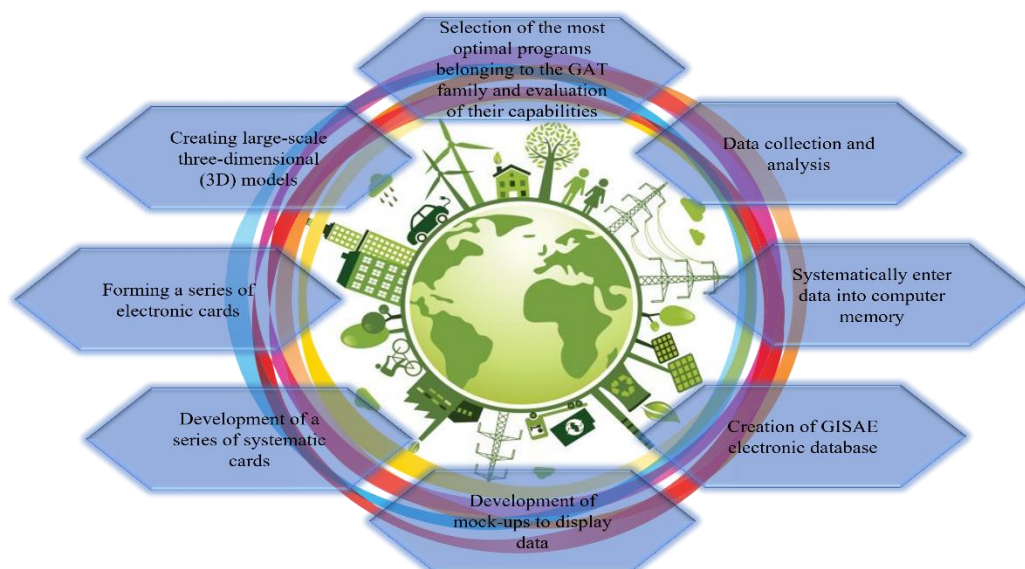 Selection of the most
optimal programs
belonging to the GAT
family and evaluation
of their capabilities
Data collection and
analysis
Systematically enter
data into computer
memory
Creation of GISAE
electronic database
Development of
mock-ups to display
data
Development of a
series of systematic
cards
Forming a series of
electronic cards
Creating large-scale
three-dimensional
(3D) models